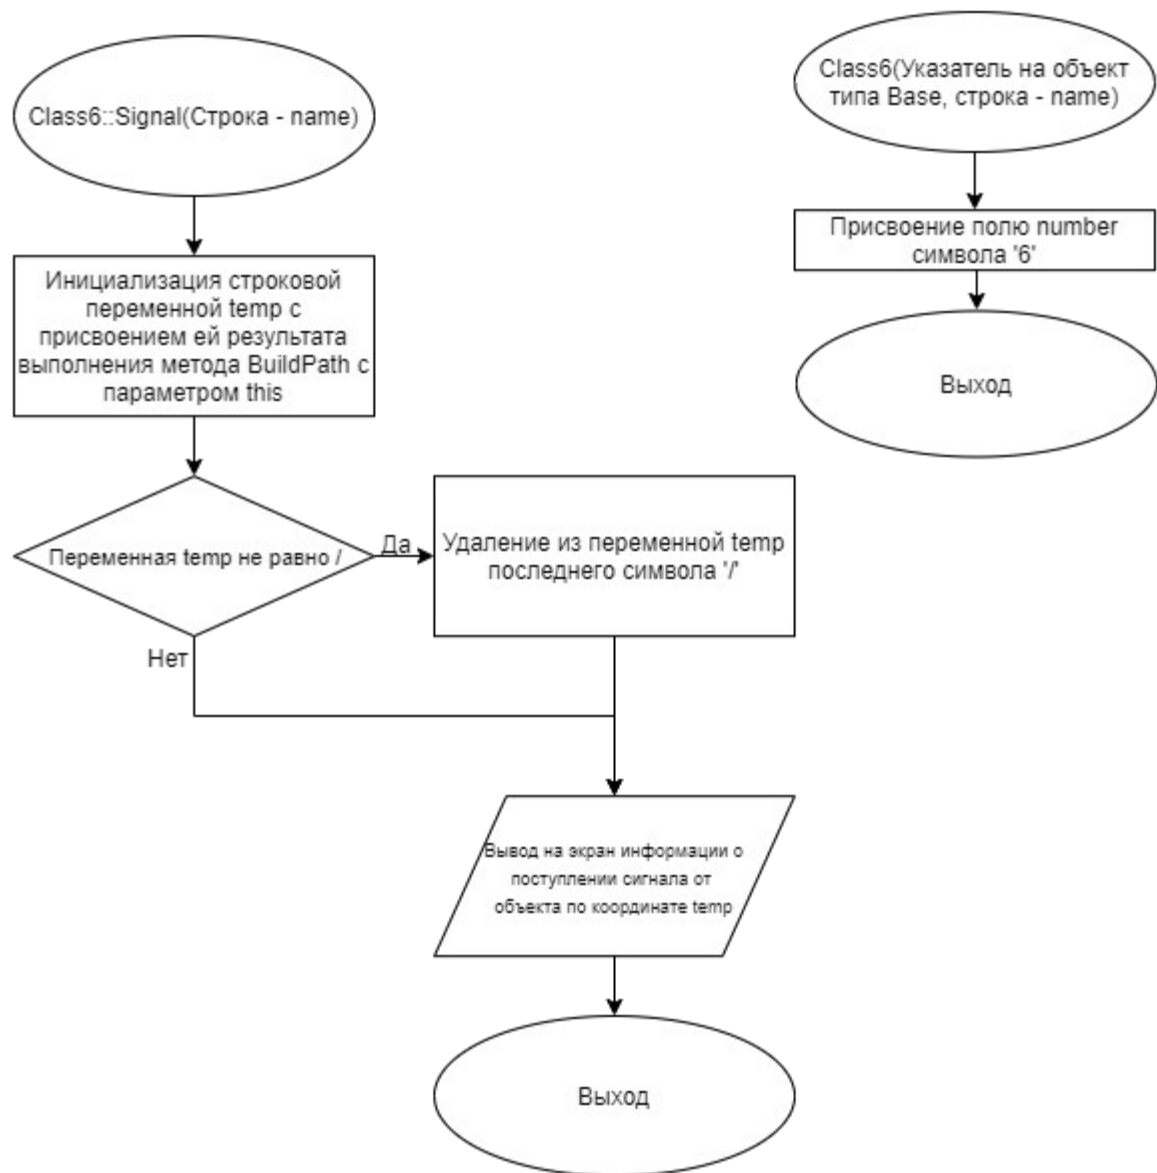 Class6::Signal(Строка - name)
Инициализация строковой
переменной temp с
присвоением ей результата
выполнения метода BuildPath с
параметром this
Переменная temp не равно /
Да
Удаление из переменной temp
последнего символа '/'
Нет
Вывод на экран информации о
поступлении сигнала от
объекта по координате temp
Выход
Class6(Указатель на объект
типа Base, строка - name)
Присвоение полю number
символа '6'
Выход